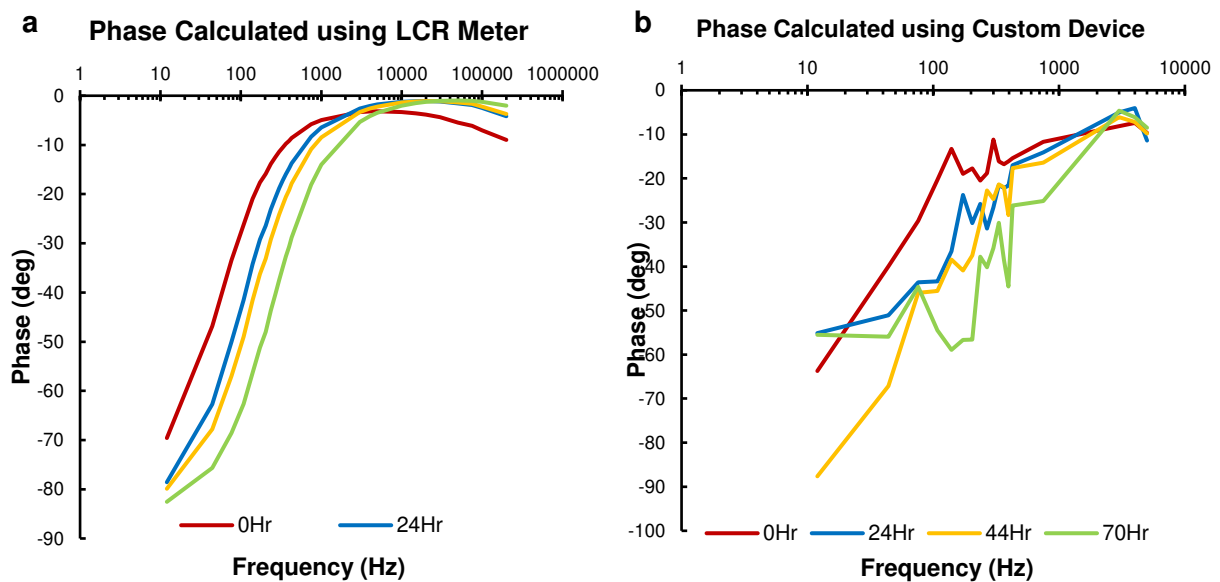 a Phase Calculated using LCR Meter
1 10 100 1000 10000 100000 1000000
0
-10
-20
-30
-40
-50
-60
-70
-80
-90
Phase (deg)
0Hr 24Hr
Frequency (Hz)
b Phase Calculated using Custom Device
1 10 100 1000 10000
0
-10
-20
-30
-40
-50
-60
-70
-80
-90
-100
Phase (deg)
0Hr 24Hr 44Hr 70Hr
Frequency (Hz)